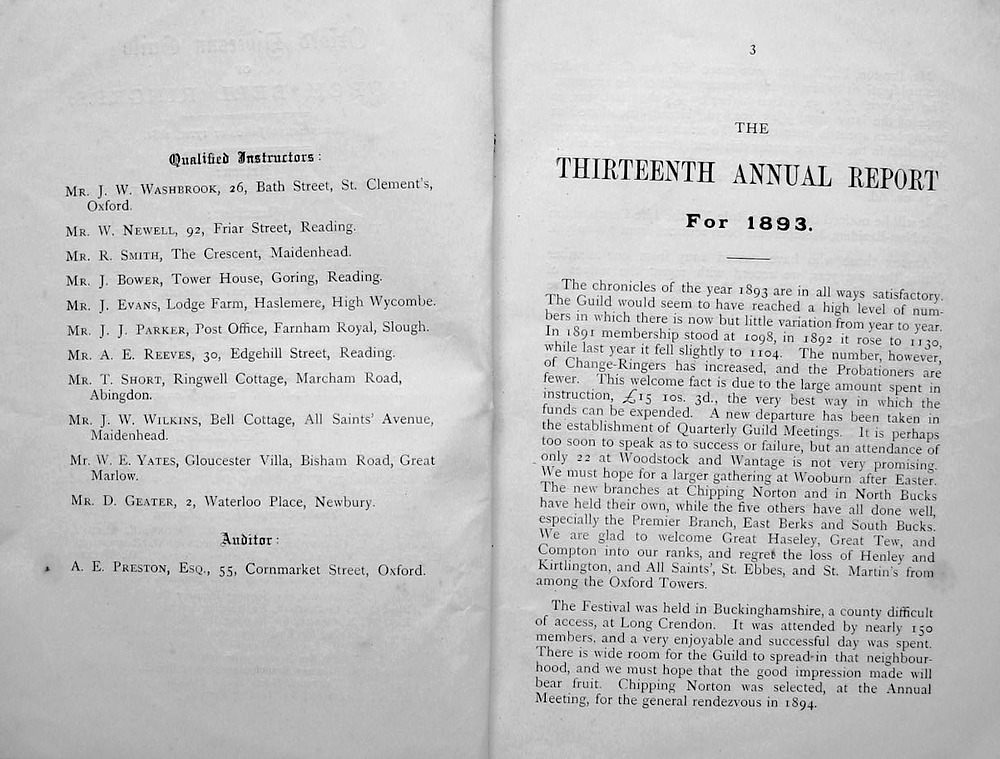 Qualified Instructors:
MR. J. W. WASHBROOK, 26, Bath Street, St. Clement's,
Oxford.
MR. W. NEWELL, 92, Friar Street, Reading.
MR. R. SMITH, The Crescent, Maidenhead.
MR. J. BOWER, Tower House, Goring, Reading.
MR. J. EVANS, Lodge Farm, Haslemere, High Wycombe.
MR. J. J. PARKER, Post Office, Farnham Royal, Slough.
MR. A. E. REEVES, 30, Edgehill Street, Reading.
MR. T. SHORT, Ringwell Cottage, Marcham Road,
Abingdon.
MR. J. W. WILKINS, Bell Cottage, All Saints' Avenue,
Maidenhead.
MR. W. E. YATES, Gloucester Villa, Bisham Road, Great
Marlow.
MR. D. GEATER, 2, Waterloo Place, Newbury.
Auditor:
A. E. PRESTON, ESQ., 55, Cornmarket Street, Oxford.
3
THE
THIRTEENTH ANNUAL REPORT
For 1893.
The chronicles of the year 1893 are in all ways satisfactory.
The Guild would seem to have reached a high level of num-
bers in which there is now but little variation from year to year.
In 1891 membership stood at 1098, in 1892 it rose to 1130,
while last year it fell slightly to 1104. The number, however,
of Change-Ringers has increased, and the Probationers are
fewer. This welcome fact is due to the large amount spent in
instruction, £15 10s. 3d., the very best way in which the
funds can be expended. A new departure has been taken in
the establishment of Quarterly Guild Meetings. It is perhaps
too soon to speak as to success or failure, but an attendance of
only 22 at Woodstock and Wantage is not very promising.
We must hope for a larger gathering at Wooburn after Easter.
The new branches at Chipping Norton and in North Bucks
have held their own, while the five others have all done well,
especially the Premier Branch, East Berks and South Bucks.
We are glad to welcome Great Haseley, Great Tew, and
Compton into our ranks, and regret the loss of Henley and
Kirtlington, and All Saints', St. Ebbes, and St. Martin's from
among the Oxford Towers.
The Festival was held in Buckinghamshire, a county difficult
of access, at Long Crendon. It was attended by nearly 150
members, and a very enjoyable and successful day was spent.
There is wide room for the Guild to spread in that neighbour-
hood, and we must hope that the good impression made will
bear fruit. Chipping Norton was selected, at the Annual
Meeting, for the general rendezvous in 1894.